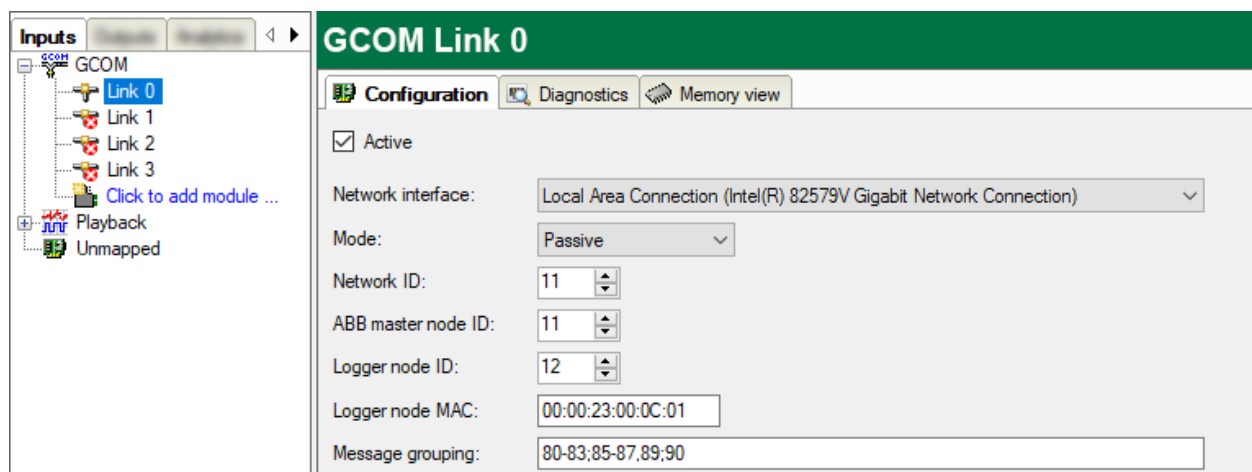 Inputs
GCOM
GCOM
Link 0
Link 1
Link 2
Link 3
Click to add module ...
Playback
Unmapped
GCOM Link 0
Configuration Diagnostics Memory view
Active
Network interface: Local Area Connection (Intel(R) 82579V Gigabit Network Connection)
Mode: Passive
Network ID: 11
ABB master node ID: 11
Logger node ID: 12
Logger node MAC: 00:00:23:00:0C:01
Message grouping: 80-83;85-87,89;90